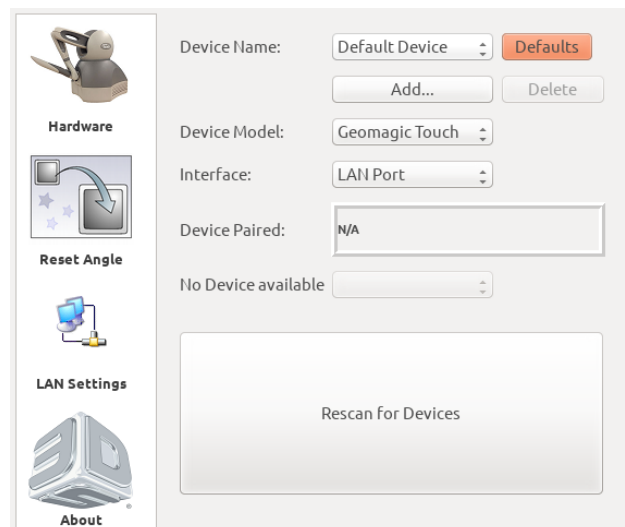 Hardware
Reset Angle
LAN Settings
About
Device Name:
Default Device
Defaults
Add...
Delete
Device Model:
Geomagic Touch
Interface:
LAN Port
Device Paired:
N/A
No Device available
Rescan for Devices